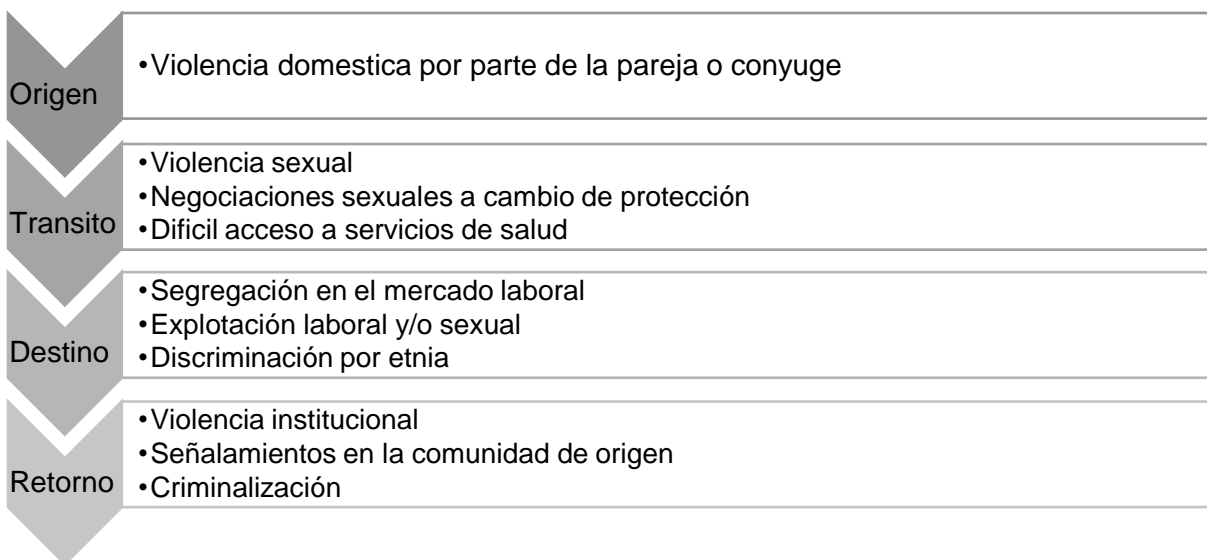 Origen
•Violencia domestica por parte de la pareja o conyuge
Transito
•Violencia sexual
•Negociaciones sexuales a cambio de protección
•Dificil acceso a servicios de salud
Destino
•Segregación en el mercado laboral
•Explotación laboral y/o sexual
•Discriminación por etnia
Retorno
•Violencia institucional
•Señalamientos en la comunidad de origen
•Criminalización